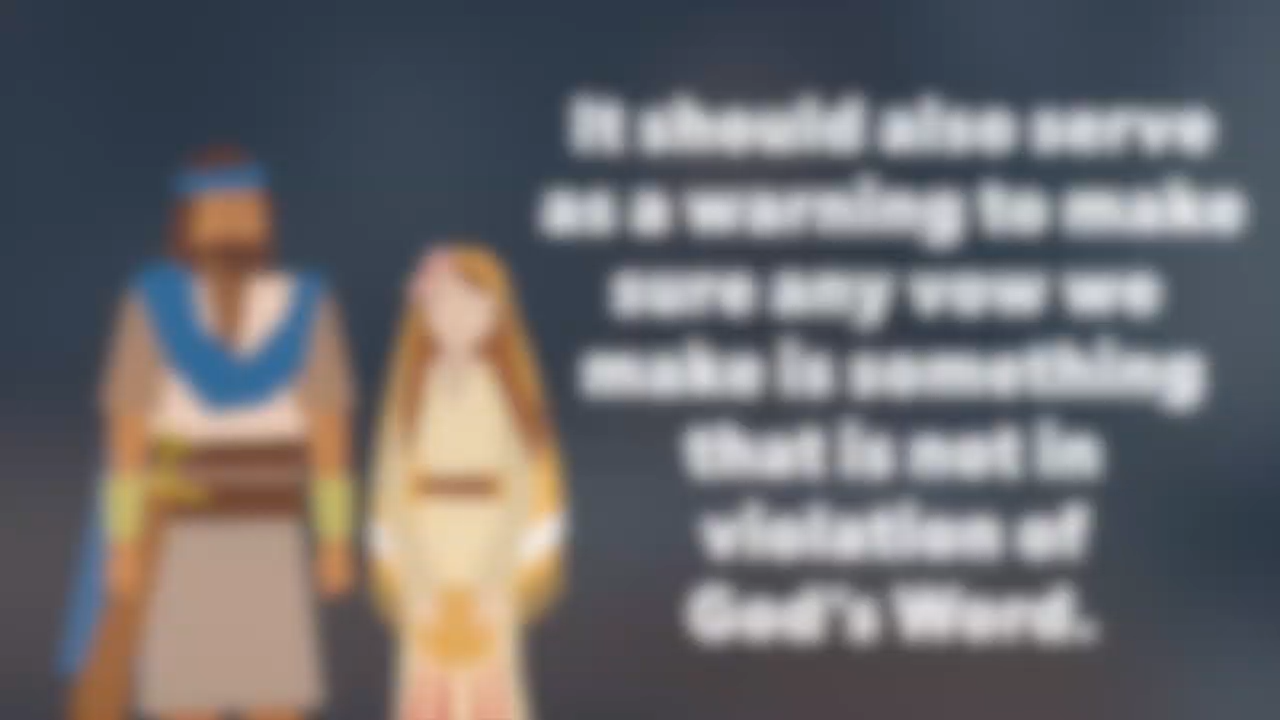 It should also serve
as a warning to make
sure any vow we
make is something
that is not in
violation of
God's Word.